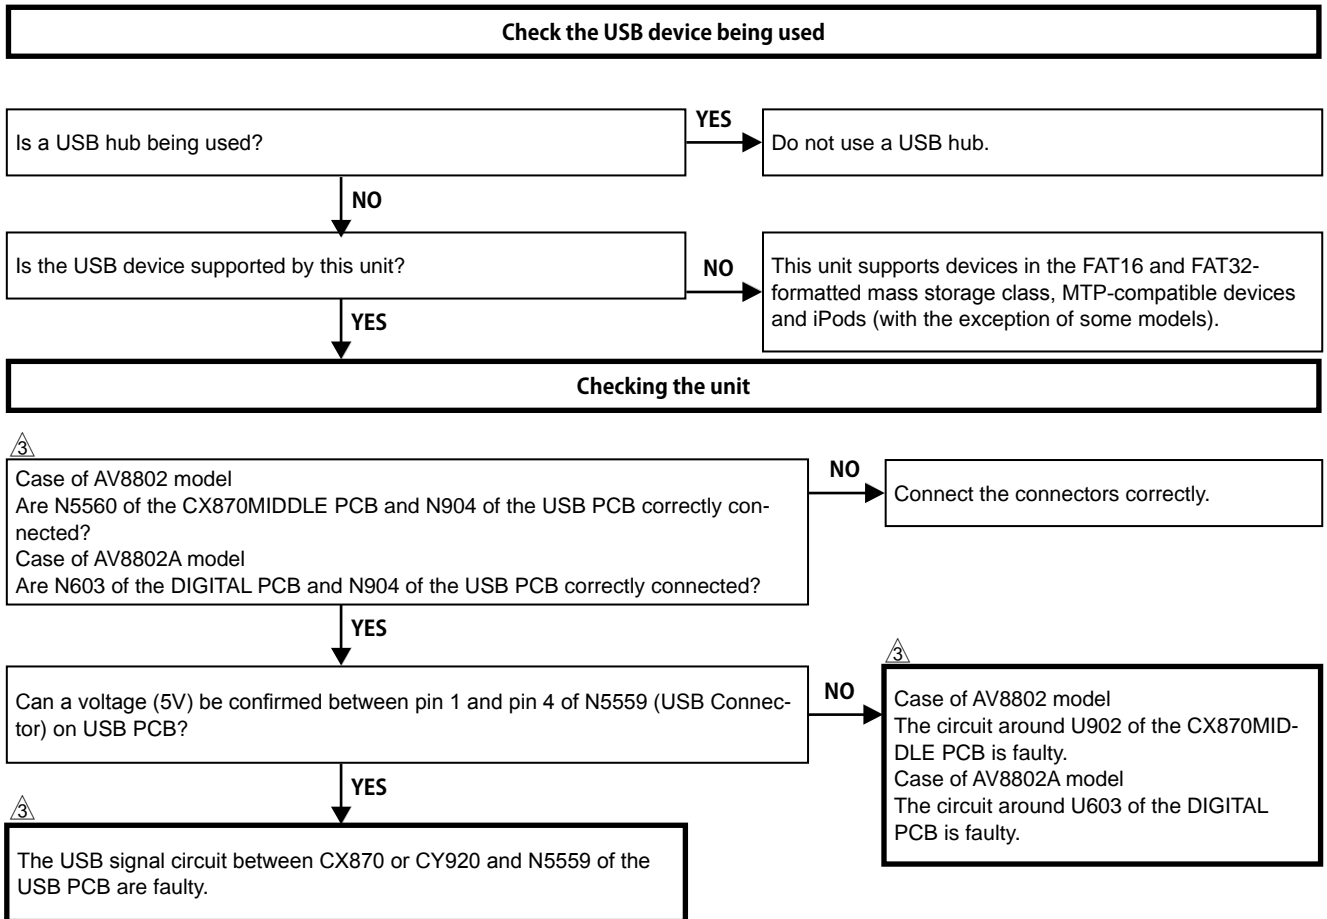 Check the USB device being used
Is a USB hub being used?
YES
Do not use a USB hub.
NO
Is the USB device supported by this unit?
NO
This unit supports devices in the FAT16 and FAT32-
formatted mass storage class, MTP-compatible devices
and iPods (with the exception of some models).
YES
Checking the unit
3
Case of AV8802 model
Are N5560 of the CX870MIDDLE PCB and N904 of the USB PCB correctly con-
nected?
Case of AV8802A model
Are N603 of the DIGITAL PCB and N904 of the USB PCB correctly connected?
NO
Connect the connectors correctly.
YES
Can a voltage (5V) be confirmed between pin 1 and pin 4 of N5559 (USB Connec-
tor) on USB PCB?
NO
3
Case of AV8802 model
The circuit around U902 of the CX870MID-
DLE PCB is faulty.
Case of AV8802A model
The circuit around U603 of the DIGITAL
PCB is faulty.
YES
3
The USB signal circuit between CX870 or CY920 and N5559 of the
USB PCB are faulty.